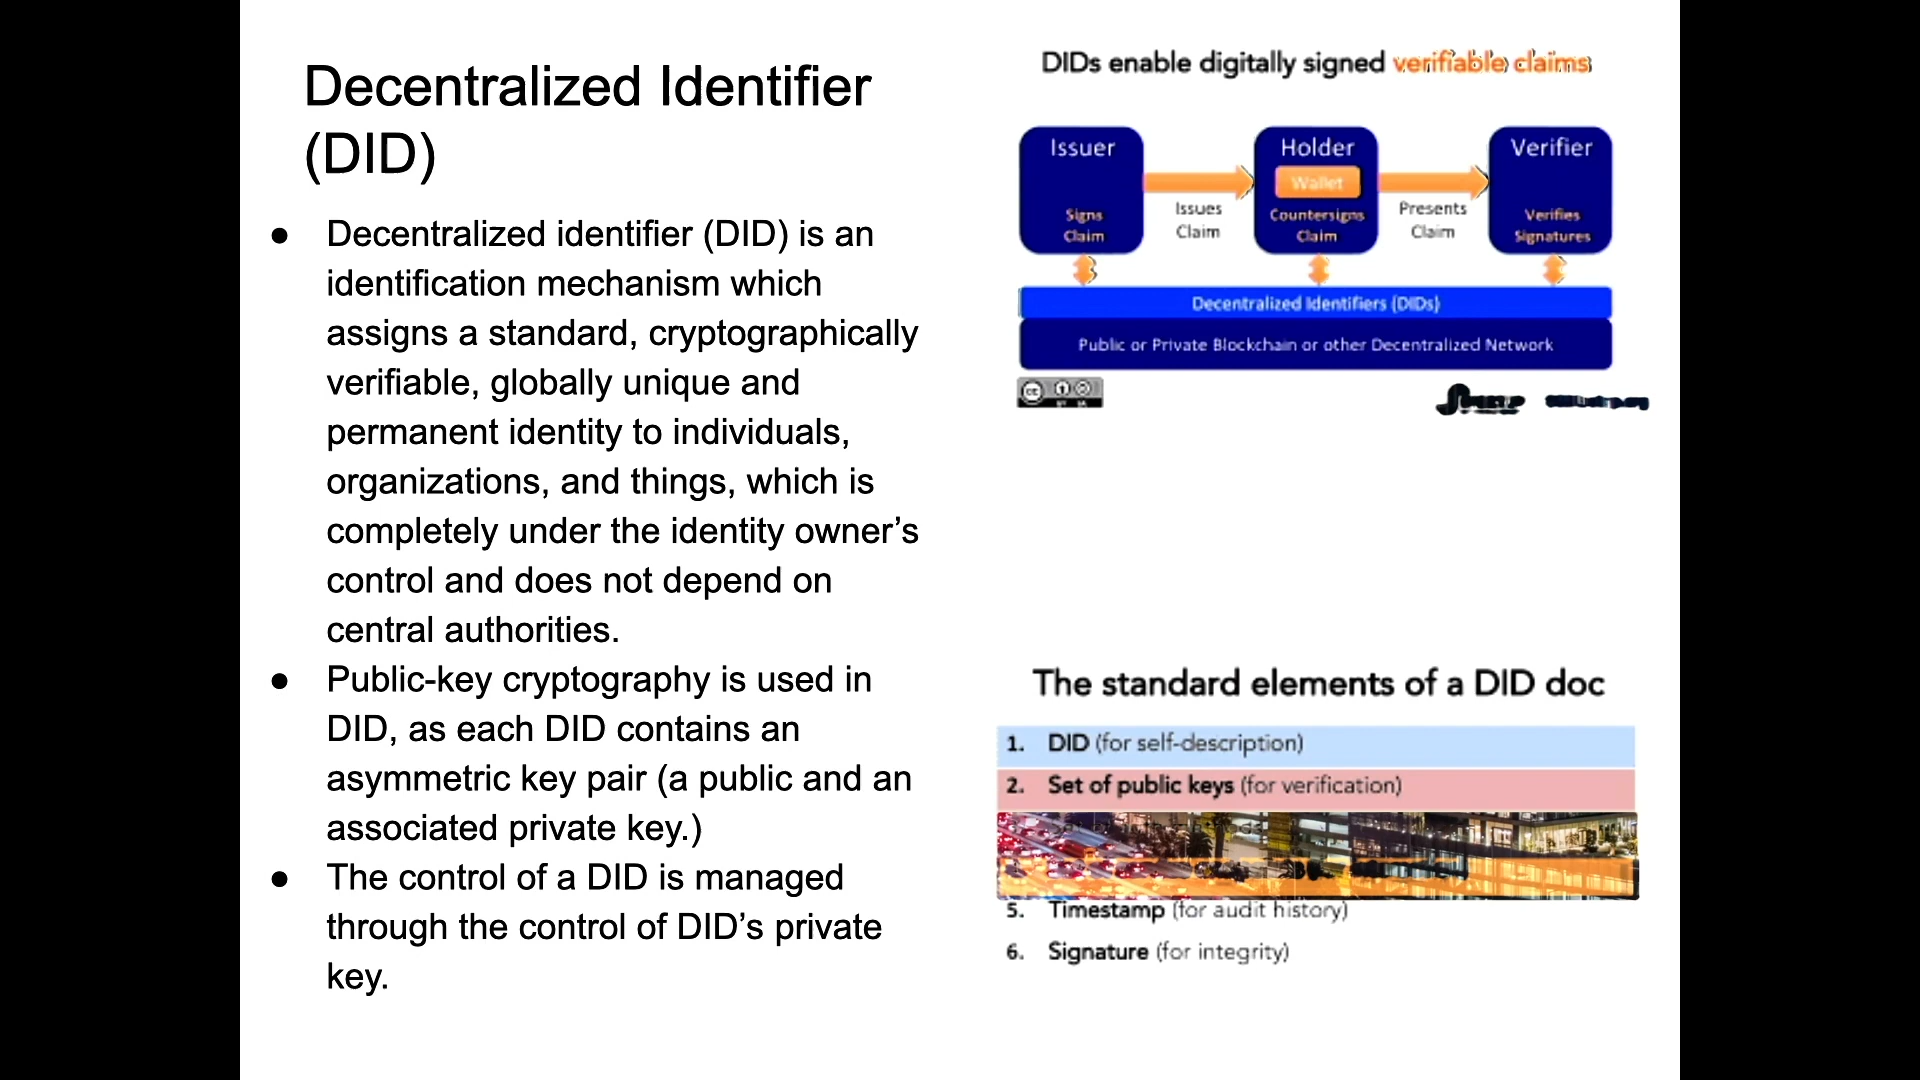 Decentralized Identifier
(DID)
● Decentralized identifier (DID) is an
identification mechanism which
assigns a standard, cryptographically
verifiable, globally unique and
permanent identity to individuals,
organizations, and things, which is
completely under the identity owner’s
control and does not depend on
central authorities.
● Public-key cryptography is used in
DID, as each DID contains an
asymmetric key pair (a public and an
associated private key.)
● The control of a DID is managed
through the control of DID’s private
key.
DIDs enable digitally signed verifiable claims
Issuer
Signs
Claim
Issues
Claim
Holder
Wallet
Countersigns
Claim
Presents
Claim
Verifier
Verifies
Signatures
Decentralized Identifiers (DIDs)
Public or Private Blockchain or other Decentralized Network
cc
The standard elements of a DID doc
1. DID (for self-description)
2. Set of public keys (for verification)
5. Timestamp (for audit history)
6. Signature (for integrity)